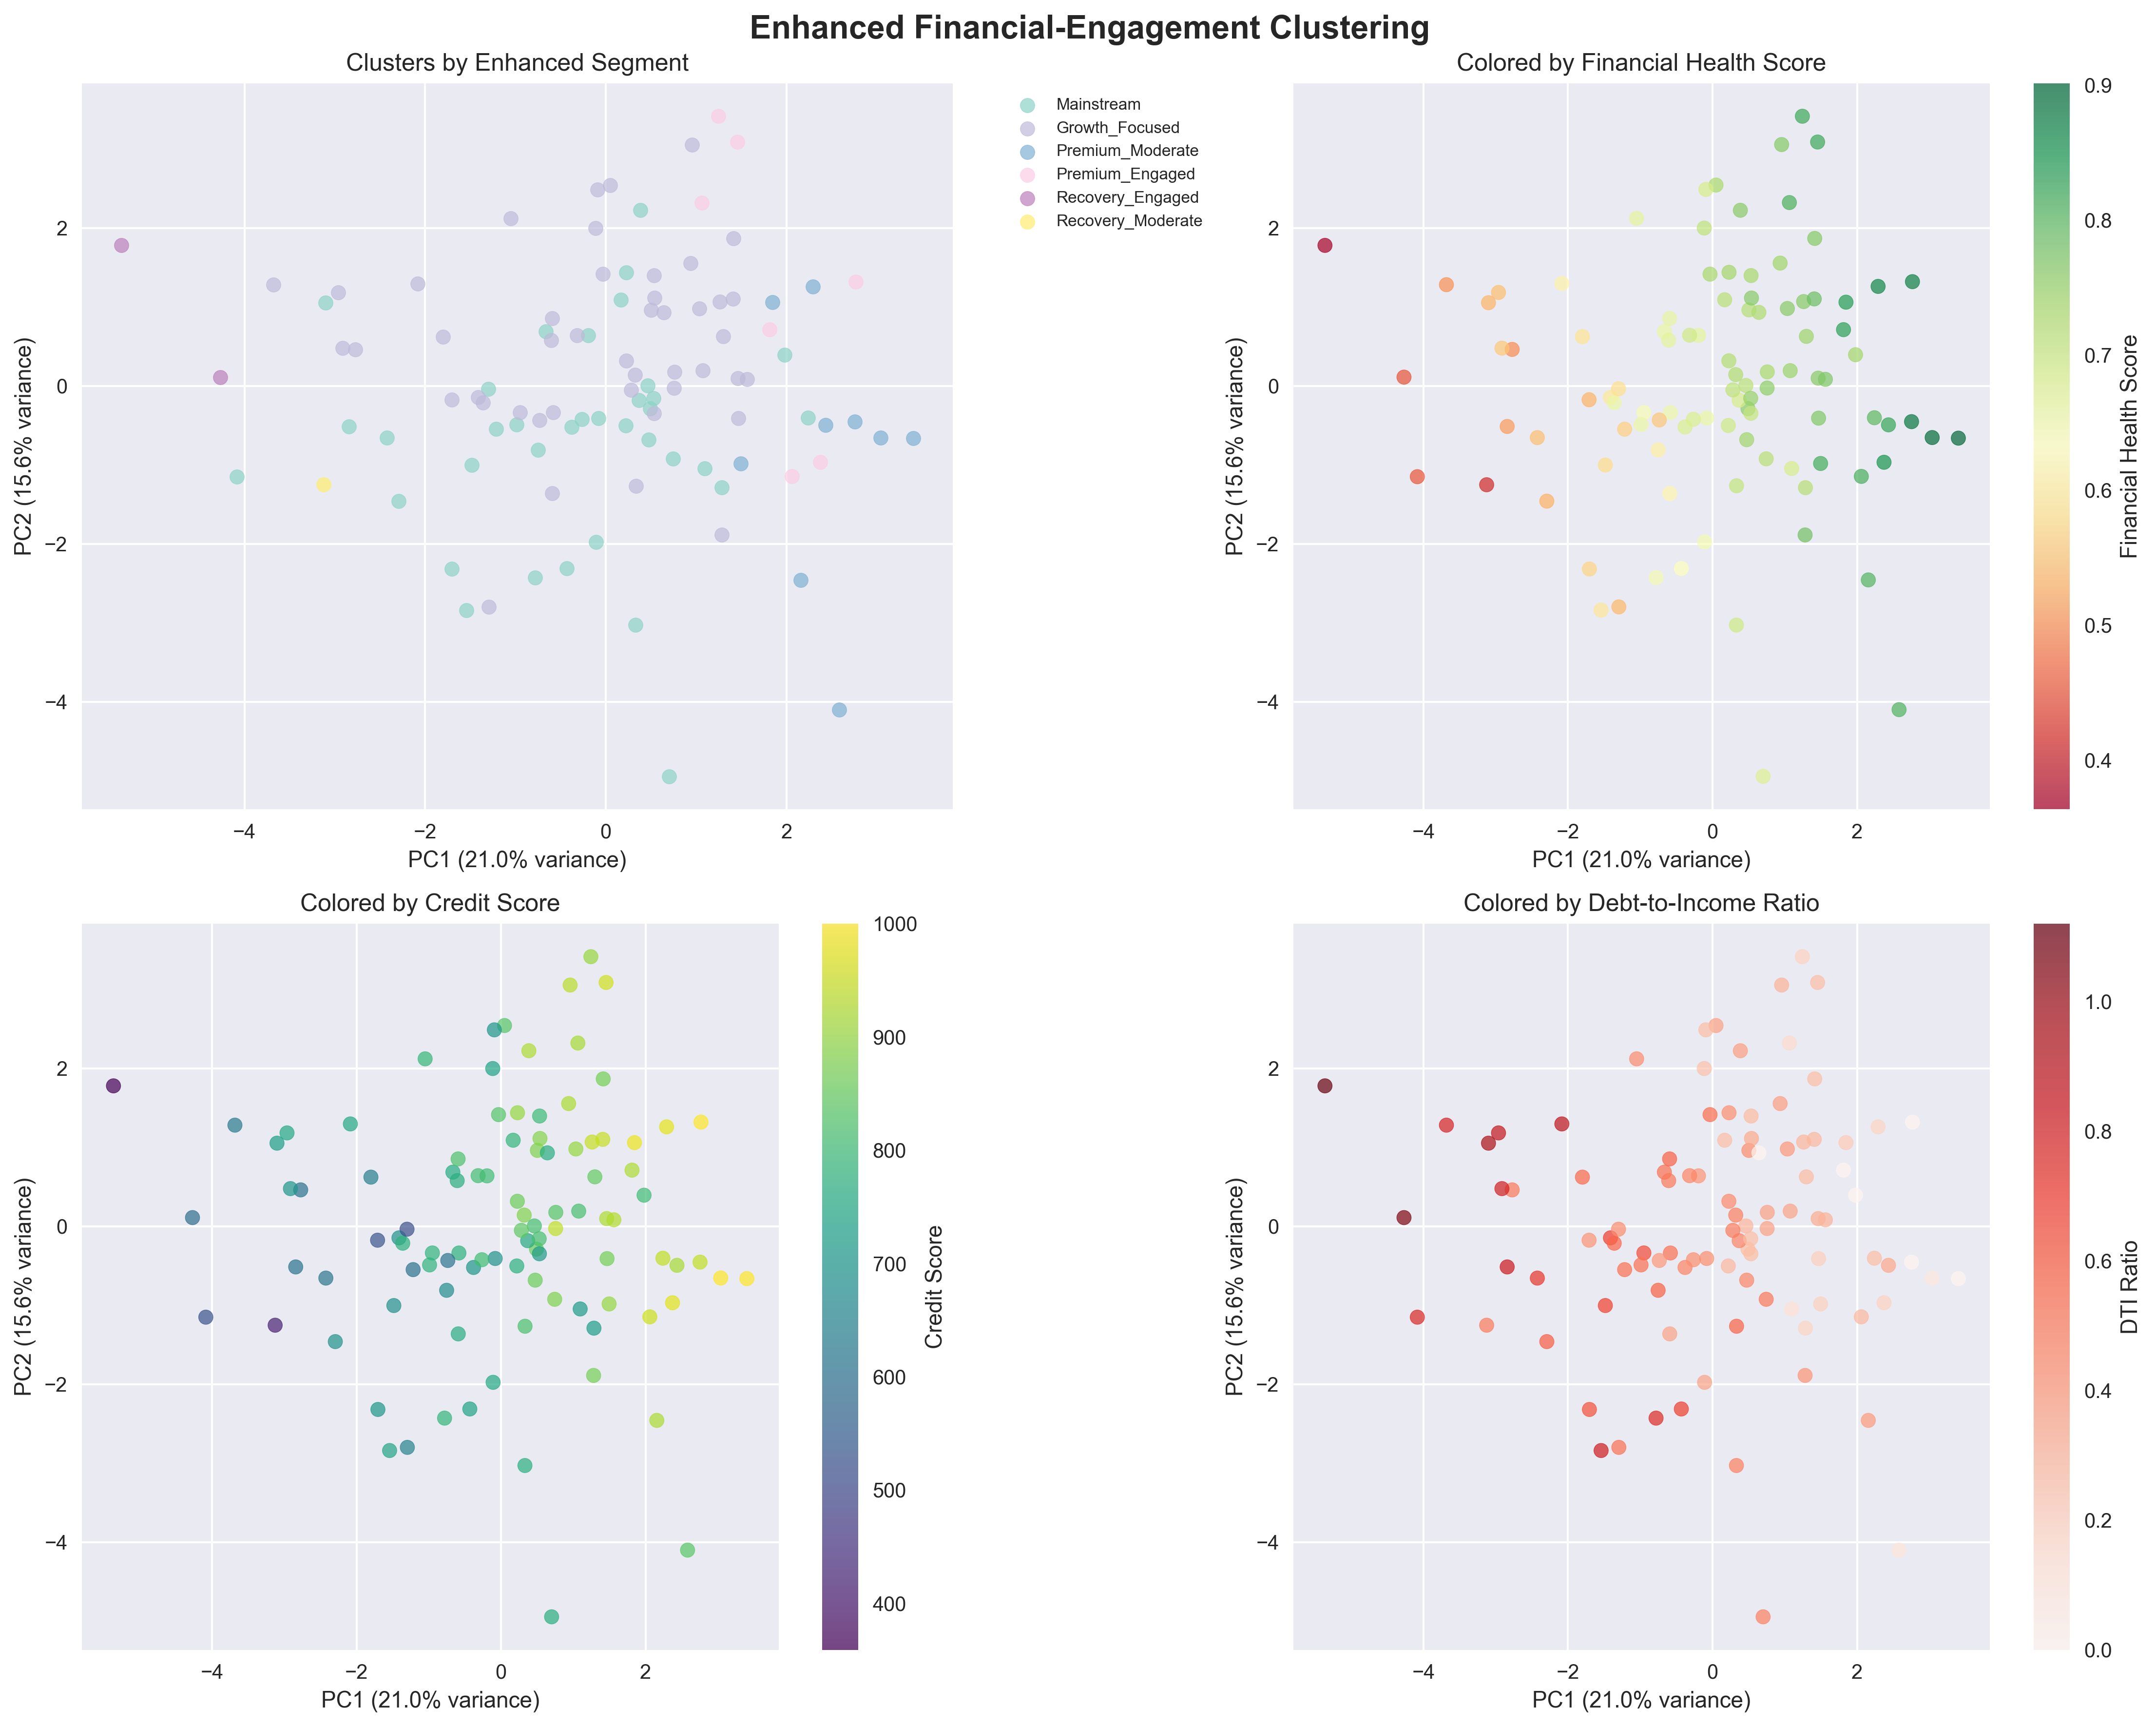 Enhanced Financial-Engagement Clustering
Clusters by Enhanced Segment
PC2 (15.6% variance)
2
0
−2
−4
−4
−2
0
2
PC1 (21.0% variance)
Mainstream
Growth_Focused
Premium_Moderate
Premium_Engaged
Recovery_Engaged
Recovery_Moderate
Colored by Financial Health Score
PC2 (15.6% variance)
2
0
−2
−4
−4
−2
0
2
PC1 (21.0% variance)
0.9
0.8
0.7
0.6
0.5
0.4
Financial Health Score
Colored by Credit Score
PC2 (15.6% variance)
2
0
−2
−4
−4
−2
0
2
PC1 (21.0% variance)
1000
900
800
700
600
500
400
Credit Score
Colored by Debt-to-Income Ratio
PC2 (15.6% variance)
2
0
−2
−4
−4
−2
0
2
PC1 (21.0% variance)
1.0
0.8
0.6
0.4
0.2
0.0
DTI Ratio